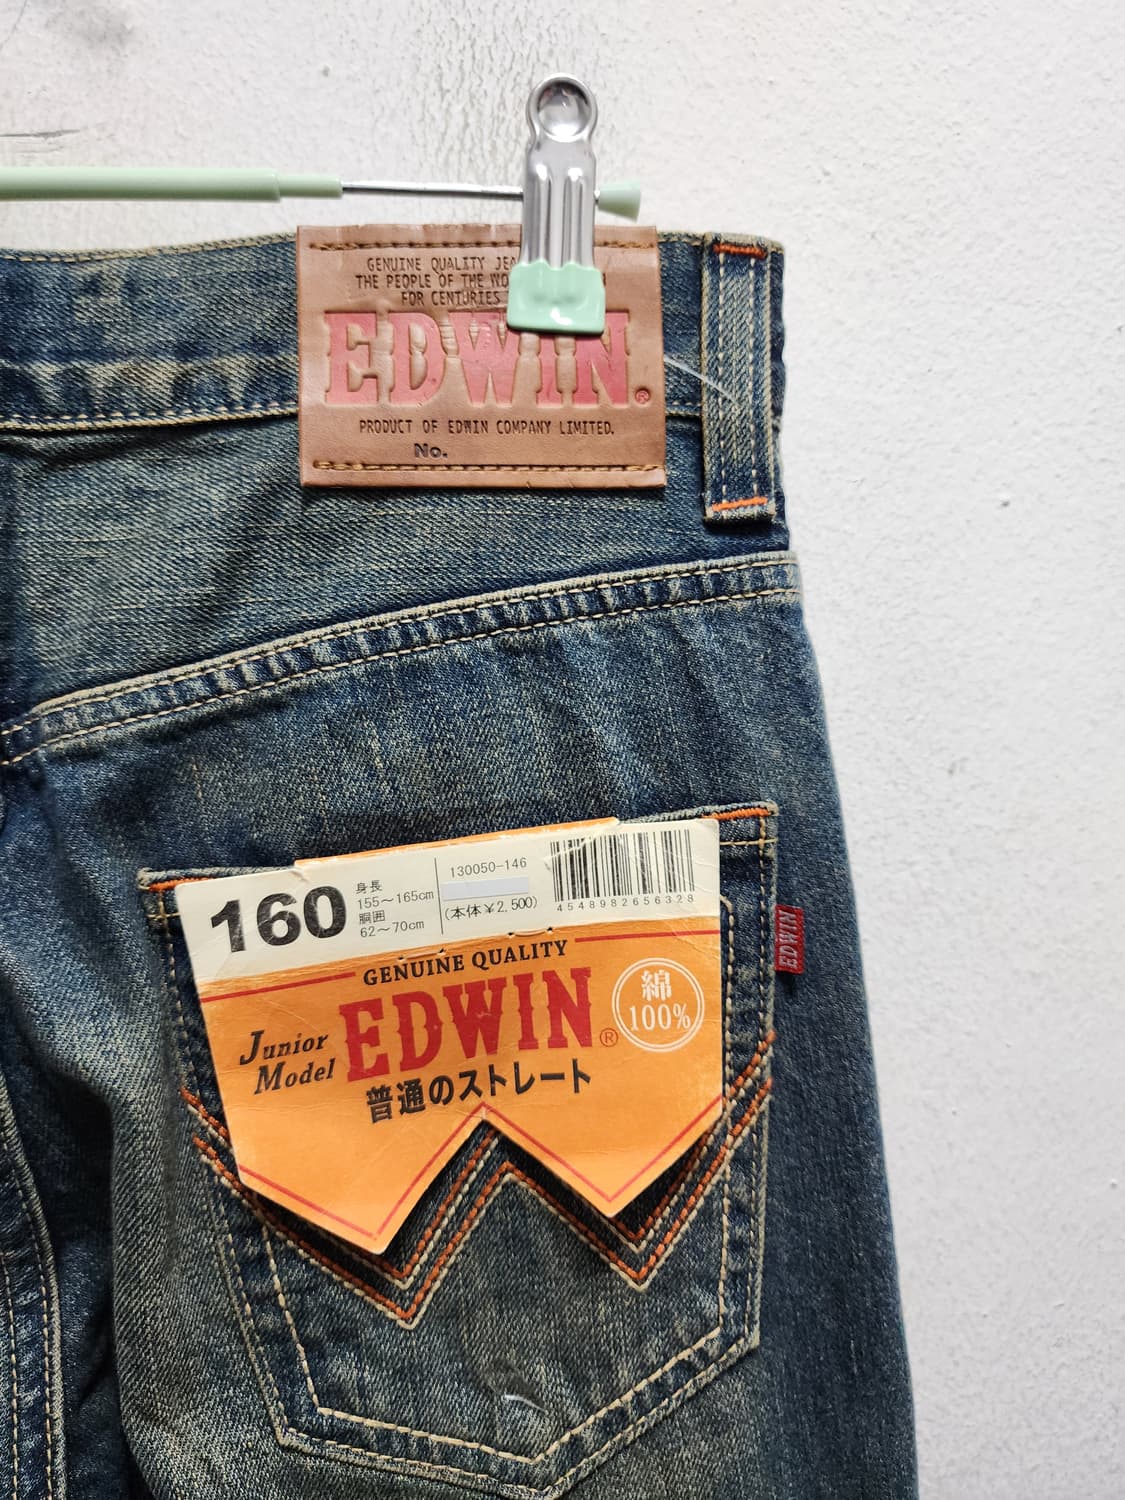 GENUINE QUALITY
THE PEOPLE OF THE
FOR CENTURIES
EDWIN.®
PRODUCT OF EDWIN COMPANY LIMITED.
No.
160
身長
155〜165cm
胴囲
62〜70cm
130050-146
(本体¥2,500)
4548982656328
GENUINE QUALITY
EDWIN®
Junior
Model
綿
100%
普通のストレート
EDWIN